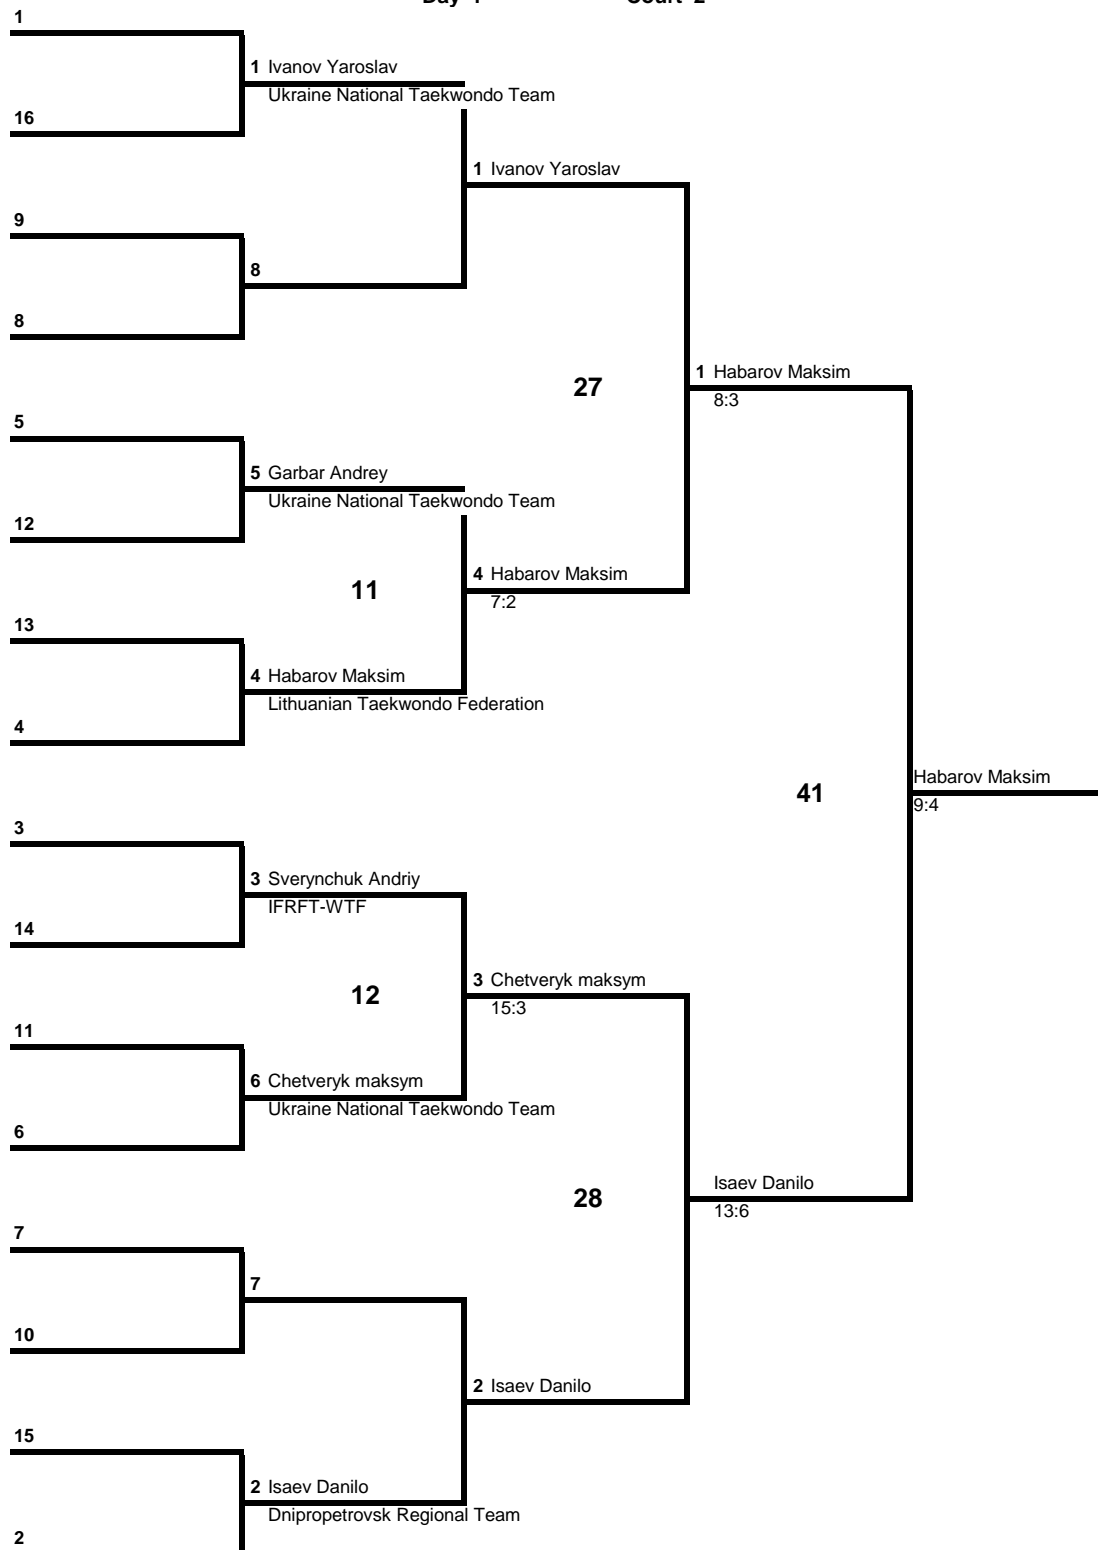 Day 1 Court 2
1
1 Ivanov Yaroslav
Ukraine National Taekwondo Team
16
1 Ivanov Yaroslav
9
8
8
27
1 Habarov Maksim
8:3
5
5 Garbar Andrey
Ukraine National Taekwondo Team
12
11
4 Habarov Maksim
7:2
13
4 Habarov Maksim
Lithuanian Taekwondo Federation
4
41
Habarov Maksim
9:4
3
3 Sverynchuk Andriy
IFRFT-WTF
14
12
3 Chetveryk maksym
15:3
11
6 Chetveryk maksym
Ukraine National Taekwondo Team
6
28
Isaev Danilo
13:6
7
7
10
2 Isaev Danilo
15
2 Isaev Danilo
Dnipropetrovsk Regional Team
2